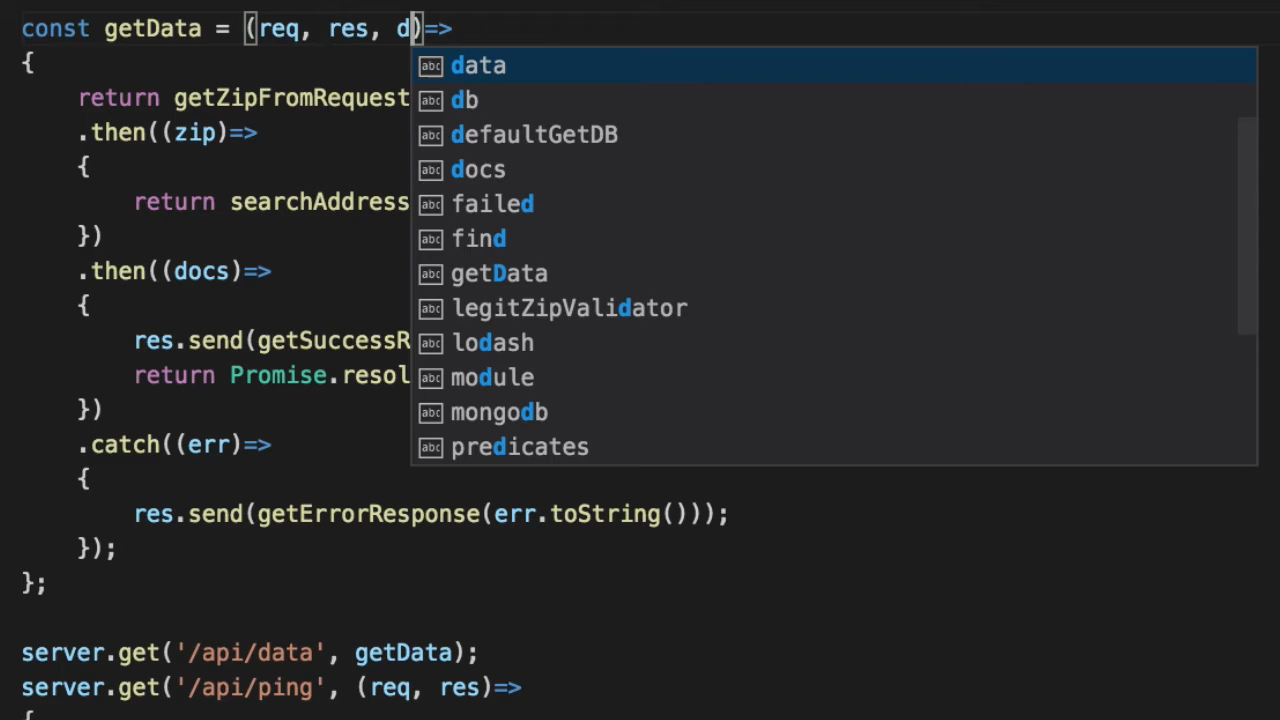 const getData = (req, res, d)=>
{
data
return getZipFromRequest
db
.then((zip)=>
defaultGetDB
{
docs
return searchAddress
failed
})
find
.then((docs)=>
getData
{
legitZipValidator
res.send(getSuccessR
lodash
return Promise.resol
module
})
mongodb
.catch((err)=>
predicates
{
res.send(getErrorResponse(err.toString()));
});
};
server.get('/api/data', getData);
server.get('/api/ping', (req, res)=>
{